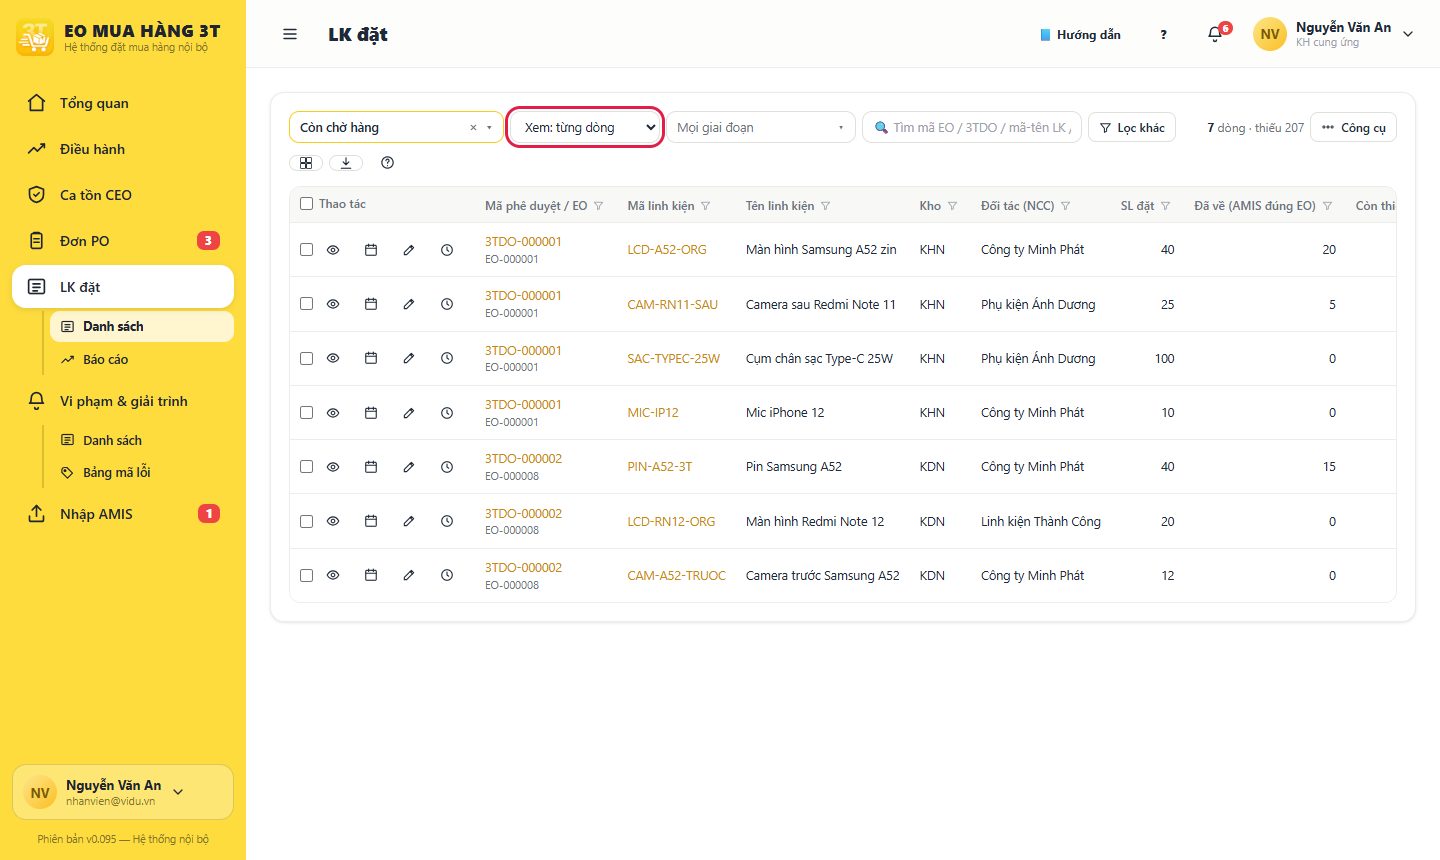 3T
EO MUA HÀNG 3T
Hệ thống đặt mua hàng nội bộ
Tổng quan
Điều hành
Ca tồn CEO
Đơn PO
3
LK đặt
Danh sách
Báo cáo
Vi phạm & giải trình
Danh sách
Bảng mã lỗi
Nhập AMIS
1
NV
Nguyễn Văn An
nhanvien@vidu.vn
Phiên bản v0.095 — Hệ thống nội bộ
LK đặt
Hướng dẫn
?
6
NV
Nguyễn Văn An
KH cung ứng
Còn chờ hàng
×
Xem: từng dòng
Mọi giai đoạn
Tìm mã EO / 3TDO / mã-tên LK /
Lọc khác
7 dòng · thiếu 207
••• Công cụ
Thao tác Mã phê duyệt / EO Mã linh kiện Tên linh kiện Kho Đối tác (NCC) SL đặt Đã về (AMIS đúng EO) Còn thi
3TDO-000001 LCD-A52-ORG Màn hình Samsung A52 zin KHN Công ty Minh Phát 40 20
EO-000001
3TDO-000001 CAM-RN11-SAU Camera sau Redmi Note 11 KHN Phụ kiện Ánh Dương 25 5
EO-000001
3TDO-000001 SAC-TYPEC-25W Cụm chân sạc Type-C 25W KHN Phụ kiện Ánh Dương 100 0
EO-000001
3TDO-000001 MIC-IP12 Mic iPhone 12 KHN Công ty Minh Phát 10 0
EO-000001
3TDO-000002 PIN-A52-3T Pin Samsung A52 KDN Công ty Minh Phát 40 15
EO-000008
3TDO-000002 LCD-RN12-ORG Màn hình Redmi Note 12 KDN Linh kiện Thành Công 20 0
EO-000008
3TDO-000002 CAM-A52-TRUOC Camera trước Samsung A52 KDN Công ty Minh Phát 12 0
EO-000008